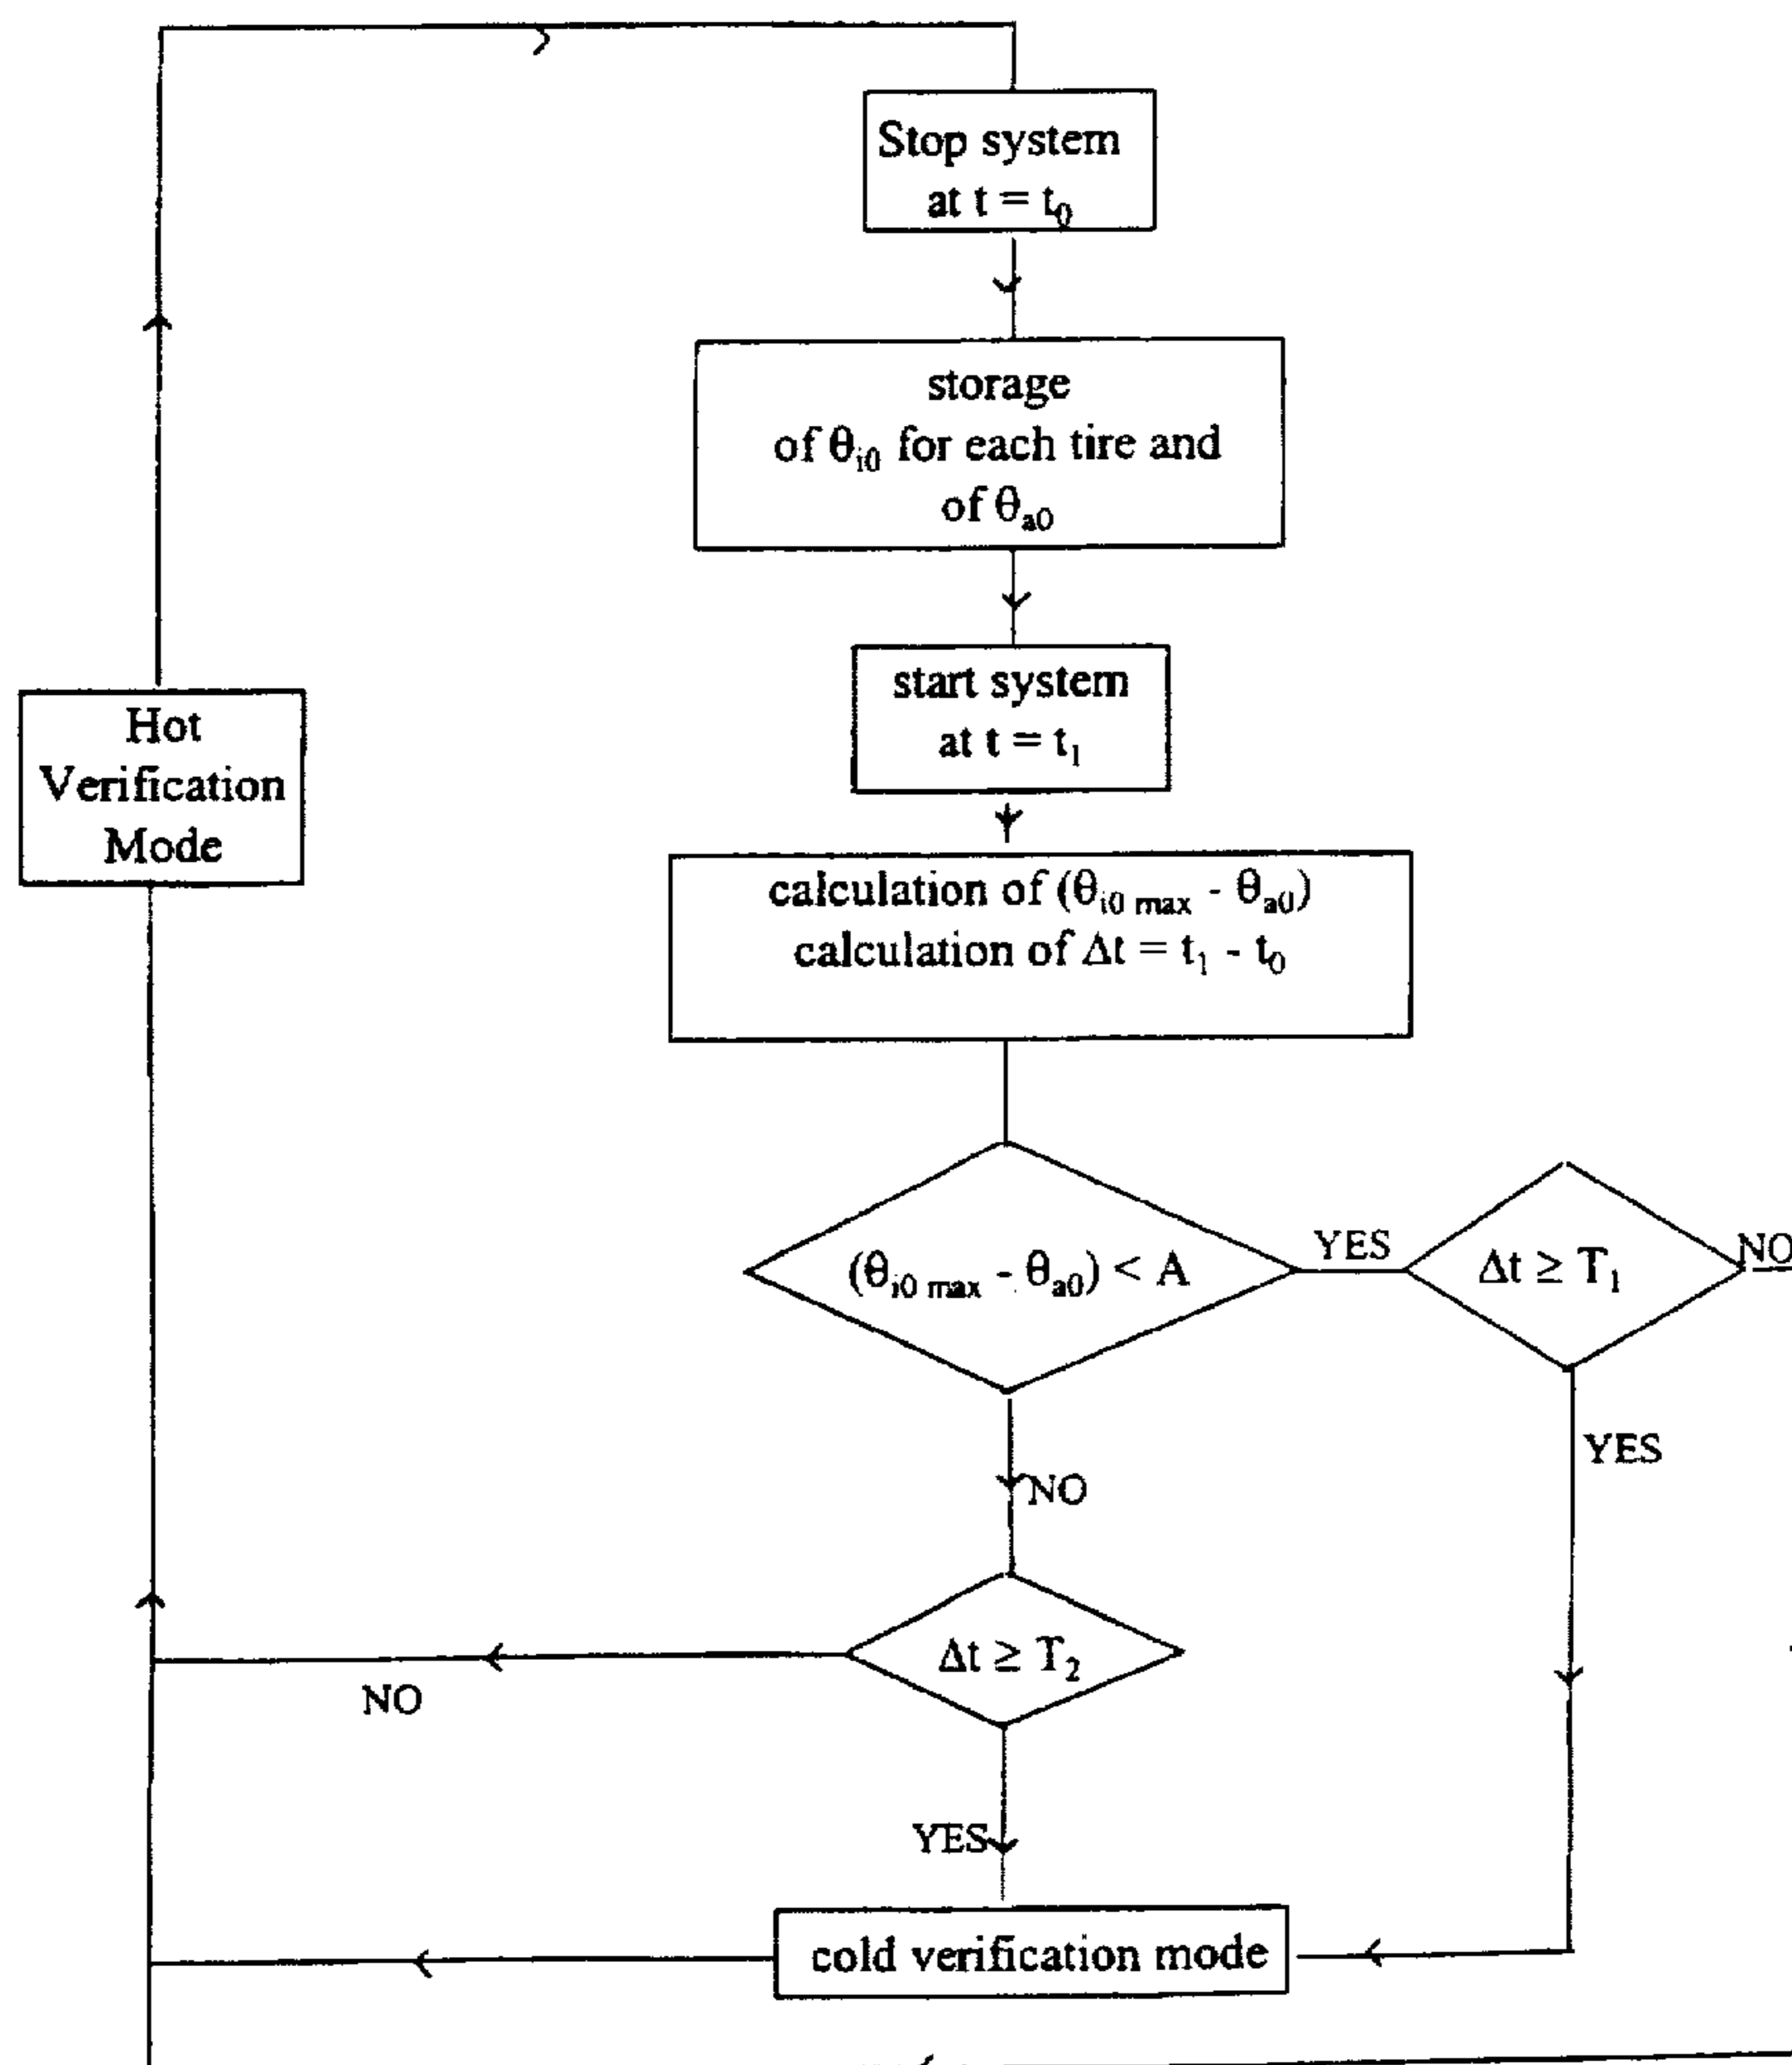 Stop system
at t = t₀
storage
of θᵢ₀ for each tire and
of θₐ₀
start system
at t = t₁
Hot
Verification
Mode
calculation of (θᵢ₀ max - θₐ₀)
calculation of Δt = t₁ - t₀
(θᵢ₀ max - θₐ₀) < A
YES
Δt ≥ T₁
NO
YES
NO
Δt ≥ T₂
NO
YES
cold verification mode